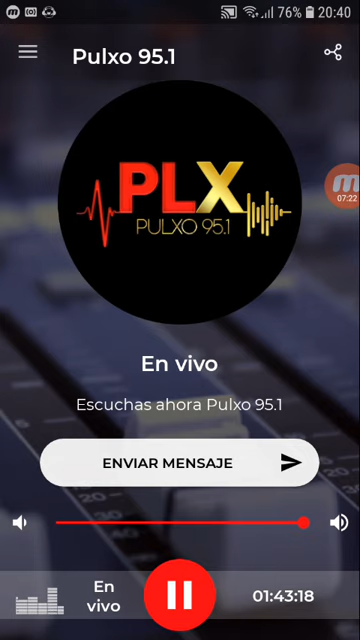 76% 20:40
Pulxo 95.1
PLX
PULXO 95.1
07:22
En vivo
Escuchas ahora Pulxo 95.1
ENVIAR MENSAJE
En
vivo
01:43:18